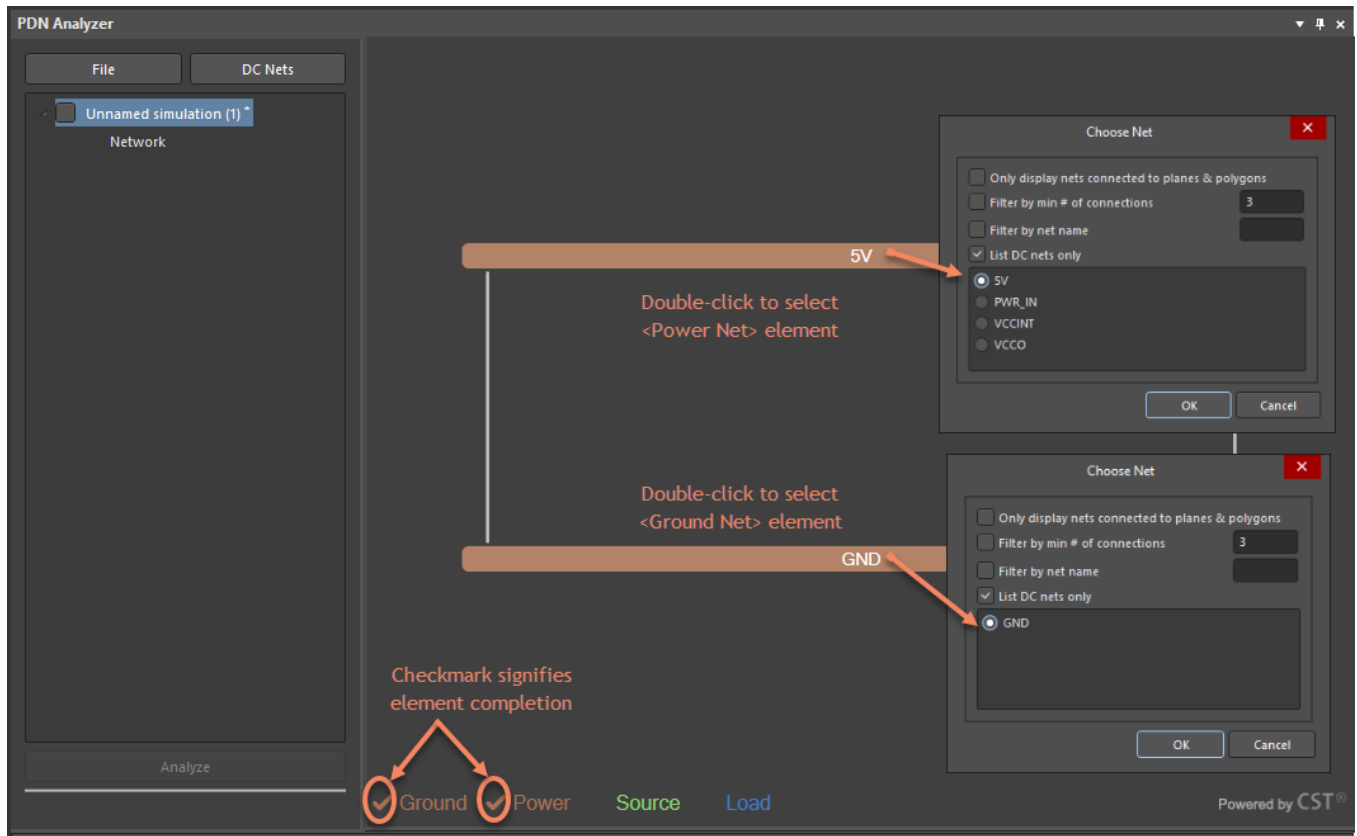 PDN Analyzer
File
DC Nets
Unnamed simulation (1) *
Network
Analyze
5V
Double-click to select
<Power Net> element
Double-click to select
<Ground Net> element
GND
Checkmark signifies
element completion
Ground
Power
Source
Load
Powered by CST®
Choose Net
Only display nets connected to planes & polygons
Filter by min # of connections
3
Filter by net name
List DC nets only
5V
PWR_IN
VCCINT
VCCO
OK
Cancel
Choose Net
Only display nets connected to planes & polygons
Filter by min # of connections
3
Filter by net name
List DC nets only
GND
OK
Cancel